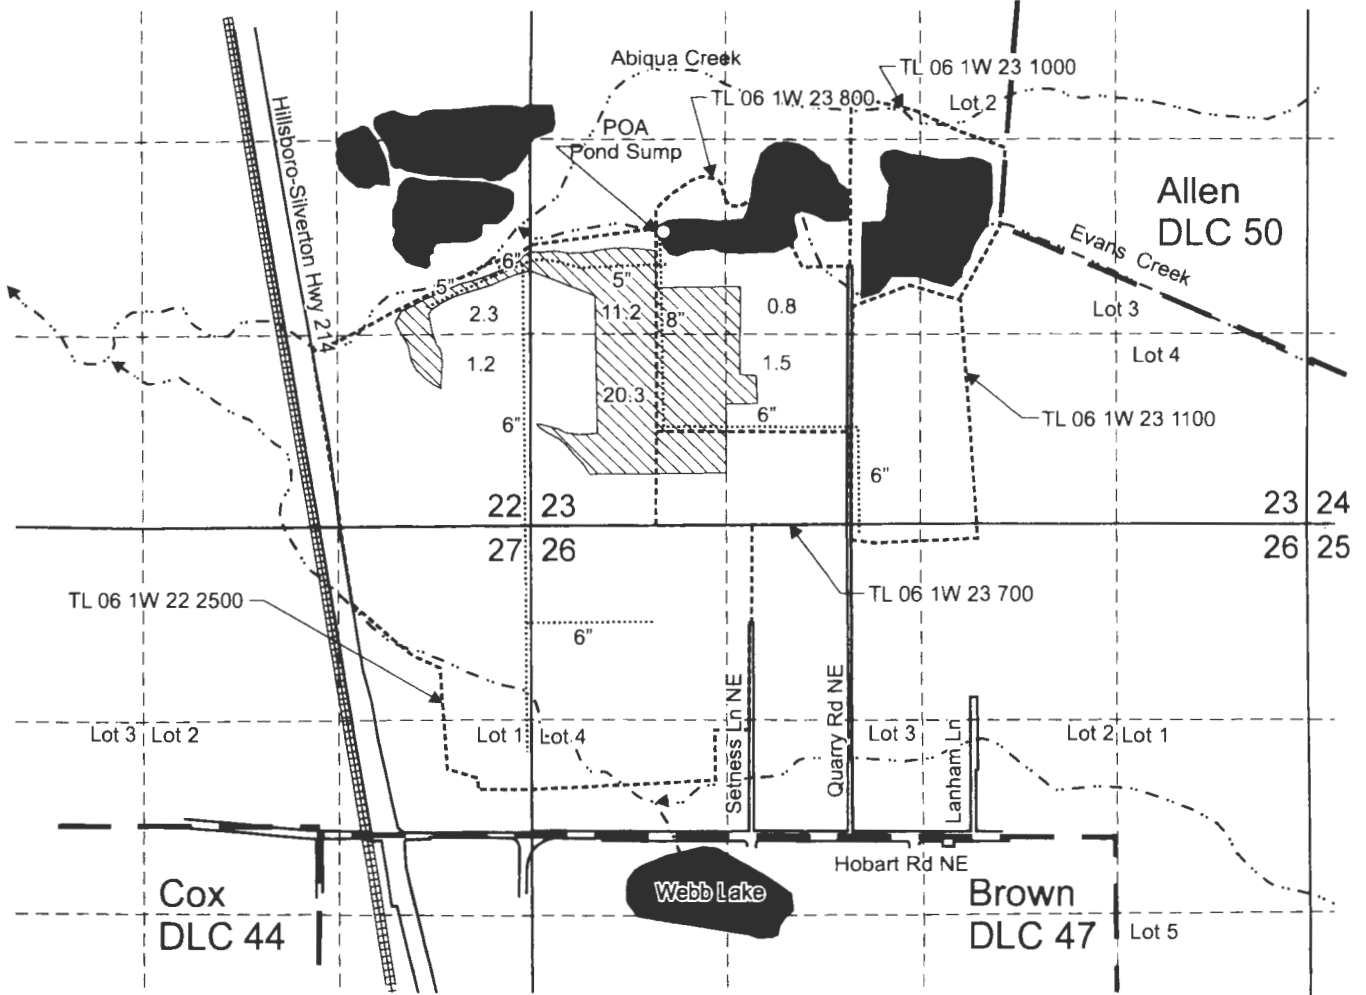 Abiqua Creek
TL 06 1W 23 1000
TL 06 1W 23 800
Lot 2
POA
Pond Sump
Hillsboro-Silverton Hwy 214
Allen
DLC 50
Evans Creek
6"
5"
5"
2.3
11.2
8"
0.8
Lot 3
1.2
1.5
Lot 4
20.3
6"
6"
TL 06 1W 23 1100
6"
22 23
23 24
27 26
26 25
TL 06 1W 22 2500
TL 06 1W 23 700
6"
Setness Ln NE
Quarry Rd NE
Lanham Ln
Lot 3 Lot 2
Lot 1 Lot 4
Lot 3
Lot 2 Lot 1
Hobart Rd NE
Cox
DLC 44
Webb Lake
Brown
DLC 47
Lot 5